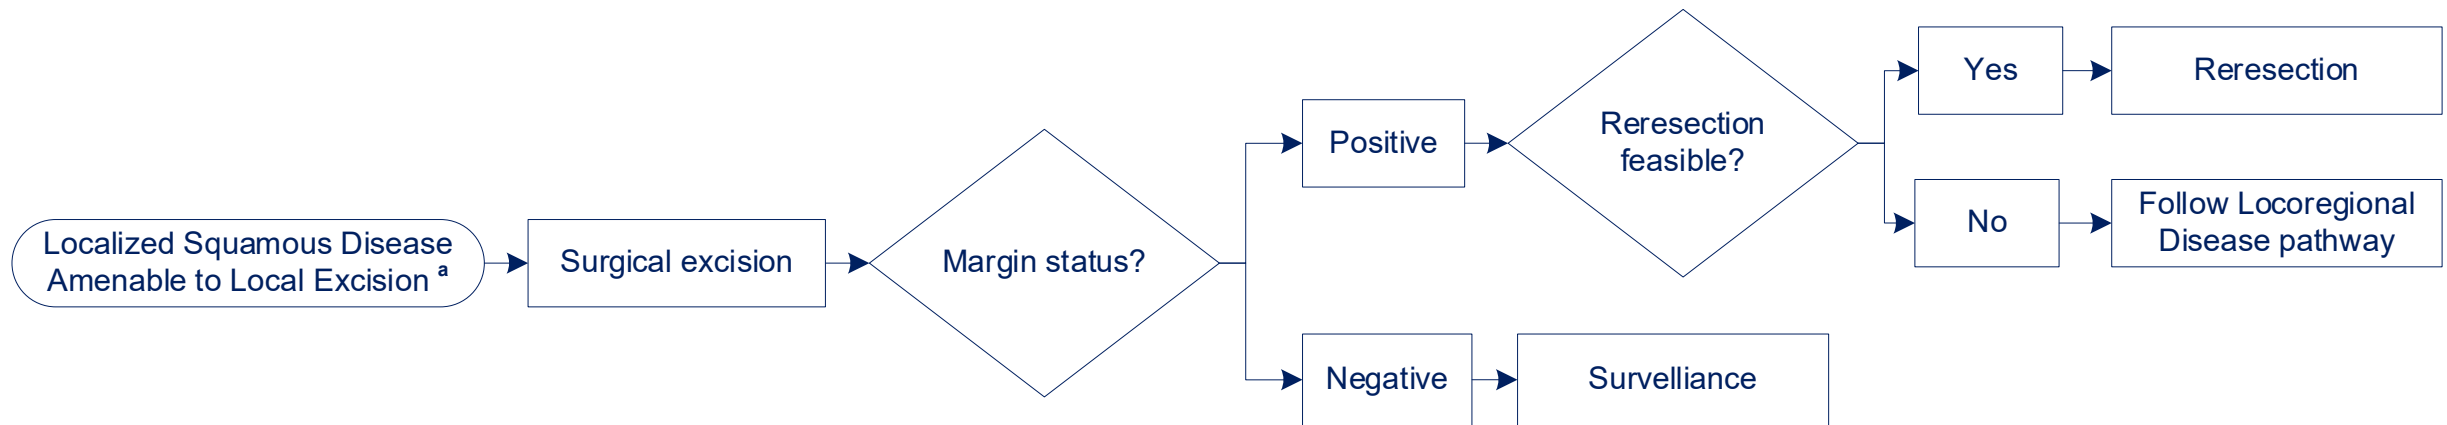 Localized Squamous Disease
Amenable to Local Excision a
Surgical excision
Margin status?
Positive
Reresection
feasible?
Yes
Reresection
No
Follow Locoregional
Disease pathway
Negative
Survelliance